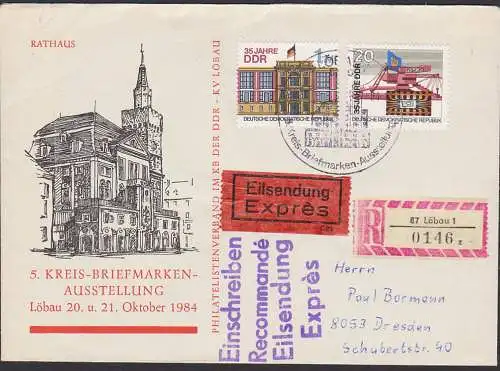 RATHAUS
5. KREIS-BRIEFMARKEN-
AUSSTELLUNG
Löbau 20. u. 21. Oktober 1984
PHILATELISTENVERBAND IM KB DER DDR - KV LÖBAU
35 JAHRE
DDR
10
DEUTSCHE DEMOKRATISCHE REPUBLIK
20
35 JAHRE DDR
DEUTSCHE DEMOKRATISCHE REPUBLIK
Kreis-Briefmarken-Ausstellung
Eilsendung
Exprès
R
87 Löbau 1
0146 z
Einschreiben
Recommandé
Eilsendung
Exprès
Herrn
Paul Bormann
8053 Dresden
Schubertstr. 40